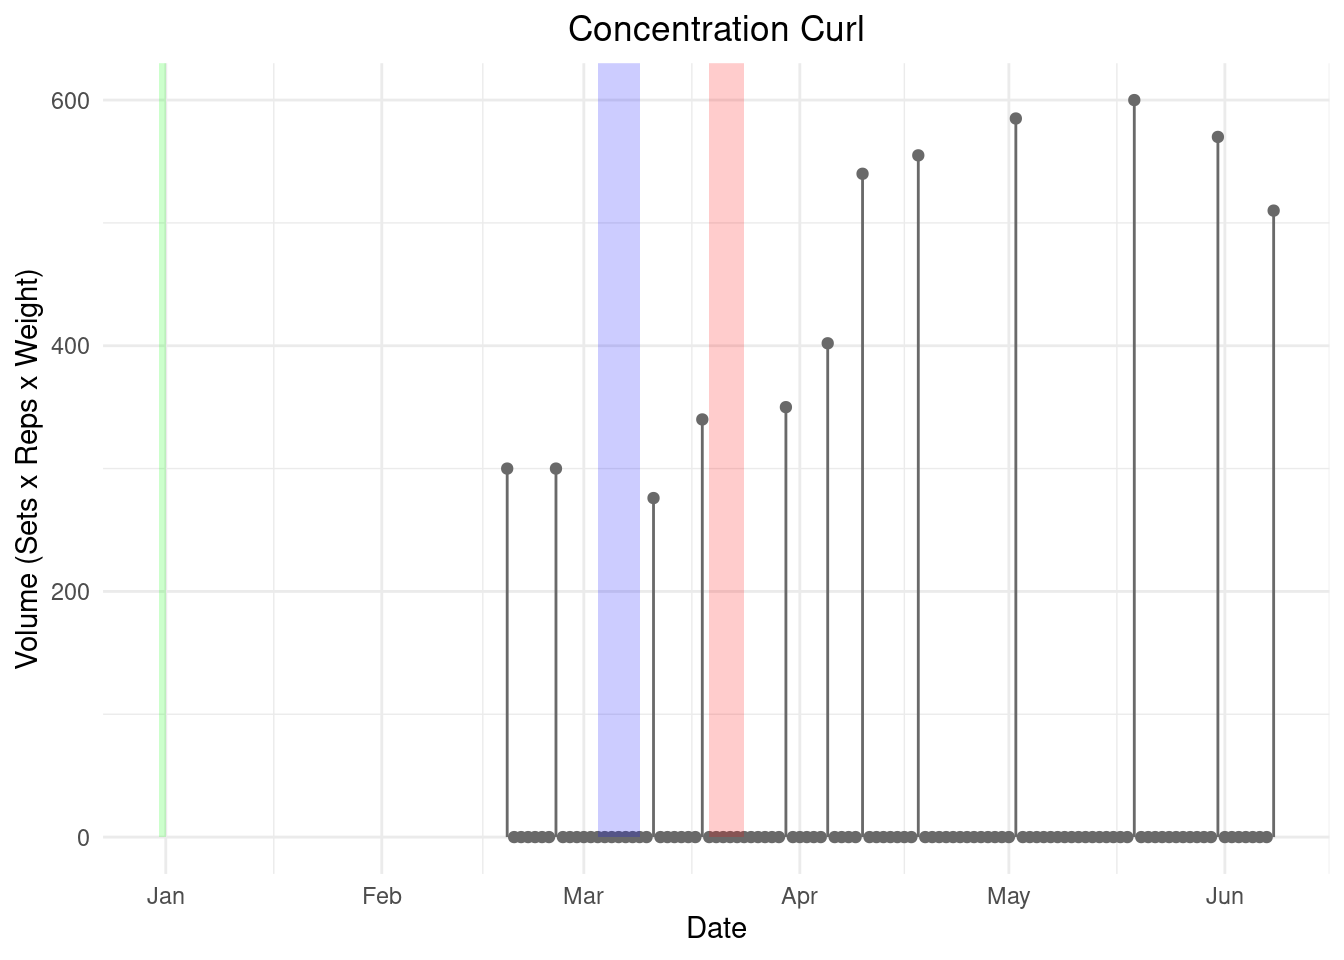 Concentration Curl
Volume (Sets x Reps x Weight)
600
400
200
0
Jan Feb Mar Apr May Jun
Date